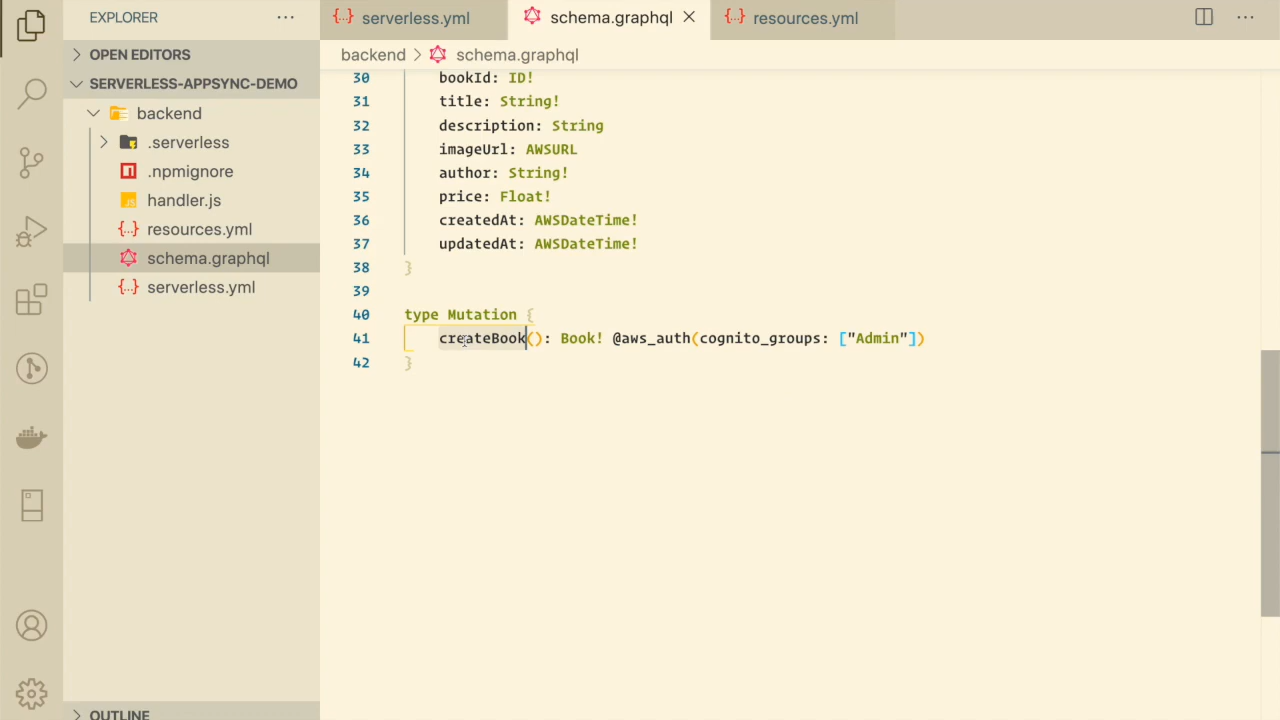 EXPLORER
OPEN EDITORS
SERVERLESS-APPSYNC-DEMO
backend
.serverless
.npmignore
JS handler.js
{··} resources.yml
schema.graphql
{··} serverless.yml
OUTLINE
{··} serverless.yml
schema.graphql
{··} resources.yml
backend > schema.graphql
30 bookId: ID!
31 title: String!
32 description: String
33 imageUrl: AWSURL
34 author: String!
35 price: Float!
36 createdAt: AWSDateTime!
37 updatedAt: AWSDateTime!
38 }
39
40 type Mutation {
41 createBook(): Book! @aws_auth(cognito_groups: ["Admin"])
42 }